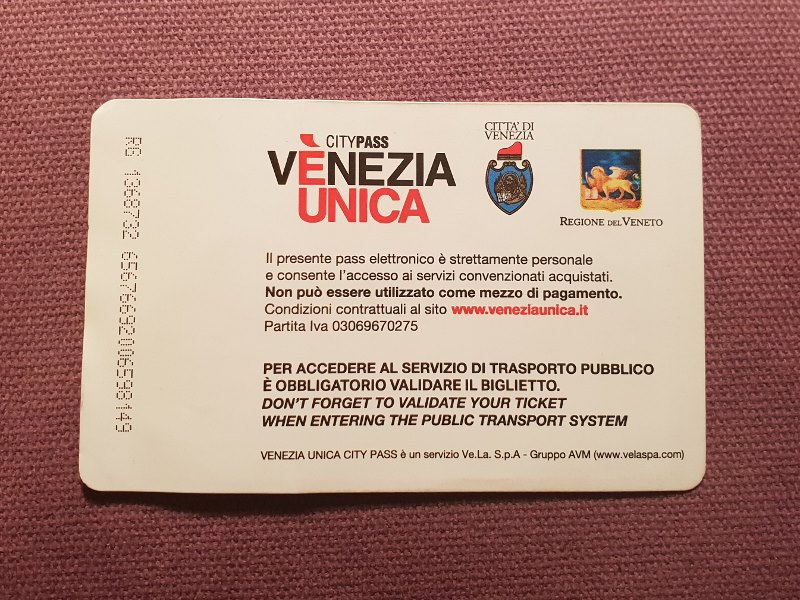 CITYPASS
VÈNEZIA
UNICA
CITTA' DI
VENEZIA
REGIONE DEL VENETO
Il presente pass elettronico è strettamente personale
e consente l'accesso ai servizi convenzionati acquistati.
Non può essere utilizzato come mezzo di pagamento.
Condizioni contrattuali al sito www.veneziaunica.it
Partita Iva 03069670275
PER ACCEDERE AL SERVIZIO DI TRASPORTO PUBBLICO
È OBBLIGATORIO VALIDARE IL BIGLIETTO.
DON'T FORGET TO VALIDATE YOUR TICKET
WHEN ENTERING THE PUBLIC TRANSPORT SYSTEM
VENEZIA UNICA CITY PASS è un servizio Ve.La. S.p.A - Gruppo AVM (www.velaspa.com)
RG 1368732 65676692006598149